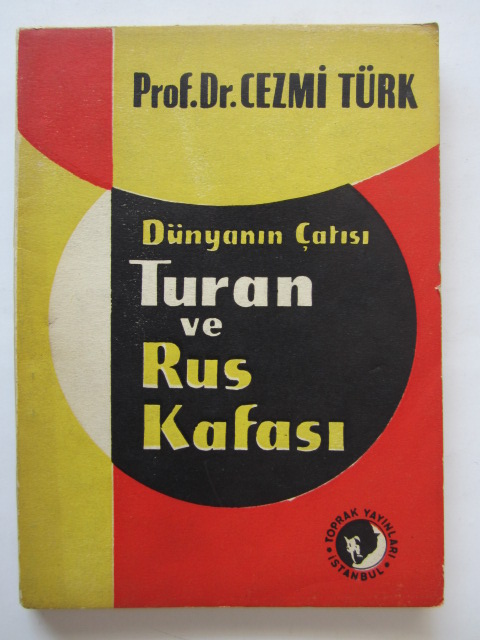 Prof.Dr.CEZMİ TÜRK
Dünyanın Çatısı
Turan
ve
Rus
Kafası
TOPRAK YAYINLARI
İSTANBUL